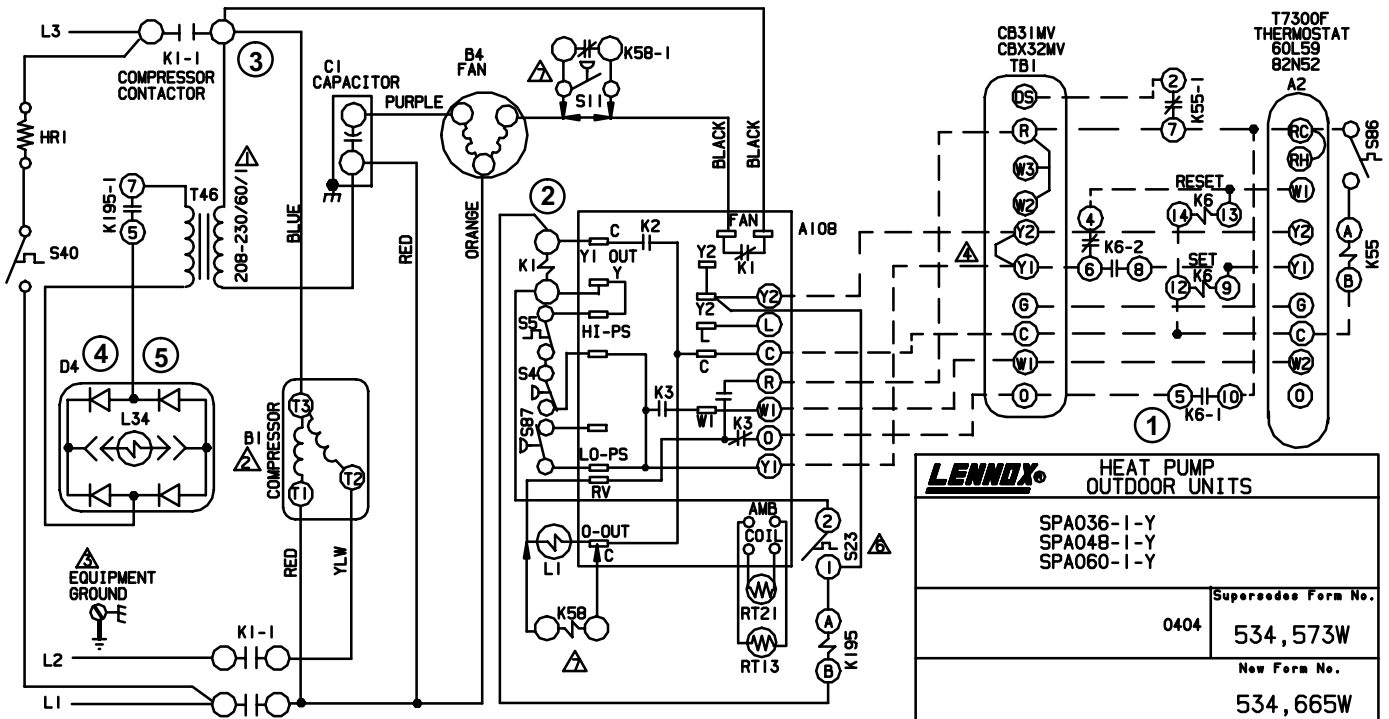 L3
K1-1
COMPRESSOR
CONTACTOR
3
HR1
S40
K195-1
7
5
T46
208-230/60/1
1
BLUE
C1
CAPACITOR
PURPLE
RED
B4
FAN
ORANGE
7
K58-1
S11
BLACK
BLACK
D4
4
5
L34
B1
2
COMPRESSOR
T3
T2
T1
RED
YLW
3
EQUIPMENT
GROUND
L2
K1-1
L1
2
K1
S5
S4
S87
C
K2
Y1 OUT
Y
HI-PS
LO-PS
RV
O-OUT
C
L1
K58
7
K3
W1
K3
FAN
K1
A108
Y2
Y2
L
C
Y2
L
C
R
W1
O
Y1
AMB
COIL
RT21
RT13
2
1
S23
6
A
B
K195
CB31MV
CBX32MV
TB1
DS
R
W3
W2
Y2
Y1
G
C
W1
O
4
2
7
K55-1
4
6
K6-2
8
RESET
K6
14
13
SET
K6
12
9
5
10
K6-1
1
T7300F
THERMOSTAT
60L59
82N52
A2
RC
RH
W1
Y2
Y1
G
C
W2
O
S86
A
B
K55
LENNOX®
HEAT PUMP
OUTDOOR UNITS
SPA036-1-Y
SPA048-1-Y
SPA060-1-Y
Supersedes Form No.
0404
534,573W
New Form No.
534,665W